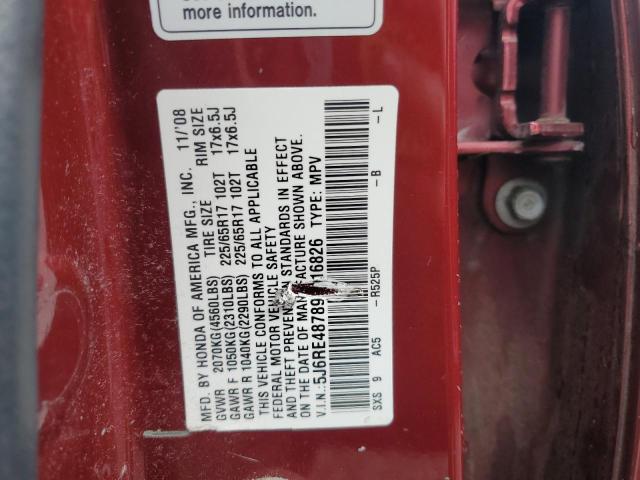 more information.
MFD. BY HONDA OF AMERICA MFG., INC. 11/'08
GVWR 2070KG(4560LBS) TIRE SIZE RIM SIZE
GAWR F 1050KG(2310LBS) 225/65R17 102T 17x6.5J
GAWR R 1040KG(2290LBS) 225/65R17 102T 17x6.5J
THIS VEHICLE CONFORMS TO ALL APPLICABLE
FEDERAL MOTOR VEHICLE SAFETY
AND THEFT PREVEN STANDARDS IN EFFECT
ON THE DATE OF MANUFACTURE SHOWN ABOVE.
V.I.N.:5J6RE48789 16826 TYPE: MPV
SXS 9 AC5 -R525P -B -L